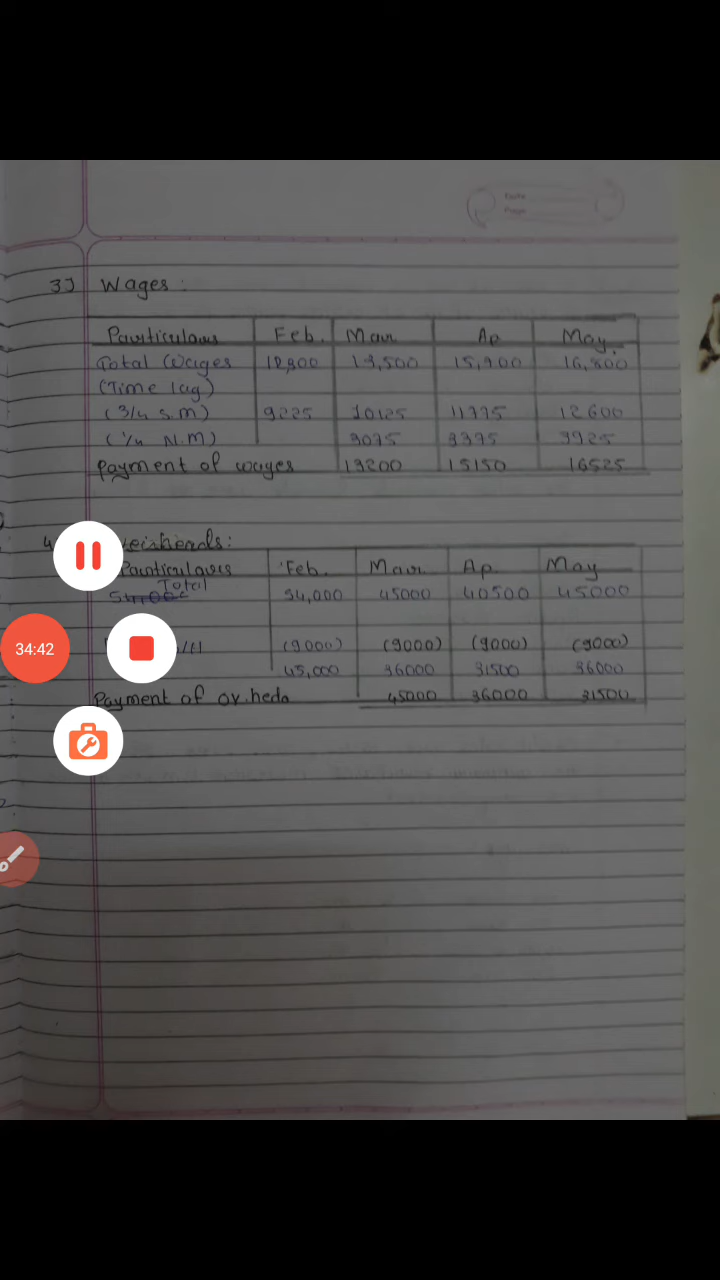 3] Wages :
Particulars Feb. Mar Ap May.
Total Wages 12,300 13,500 15,700 16,800
(Time lag)
(3/4 S.M) 9225 10125 11775 12600
(1/4 N.M) 3075 3375 3925
Payment of wages 13200 15150 16525
4
Particulars Feb. Mar Ap May
Total
54,000 45000 40500 45000
(9000) (9000) (9000) (9000)
45,000 36000 31500 36000
Payment of ov.heds 45000 36000 31500
34:42